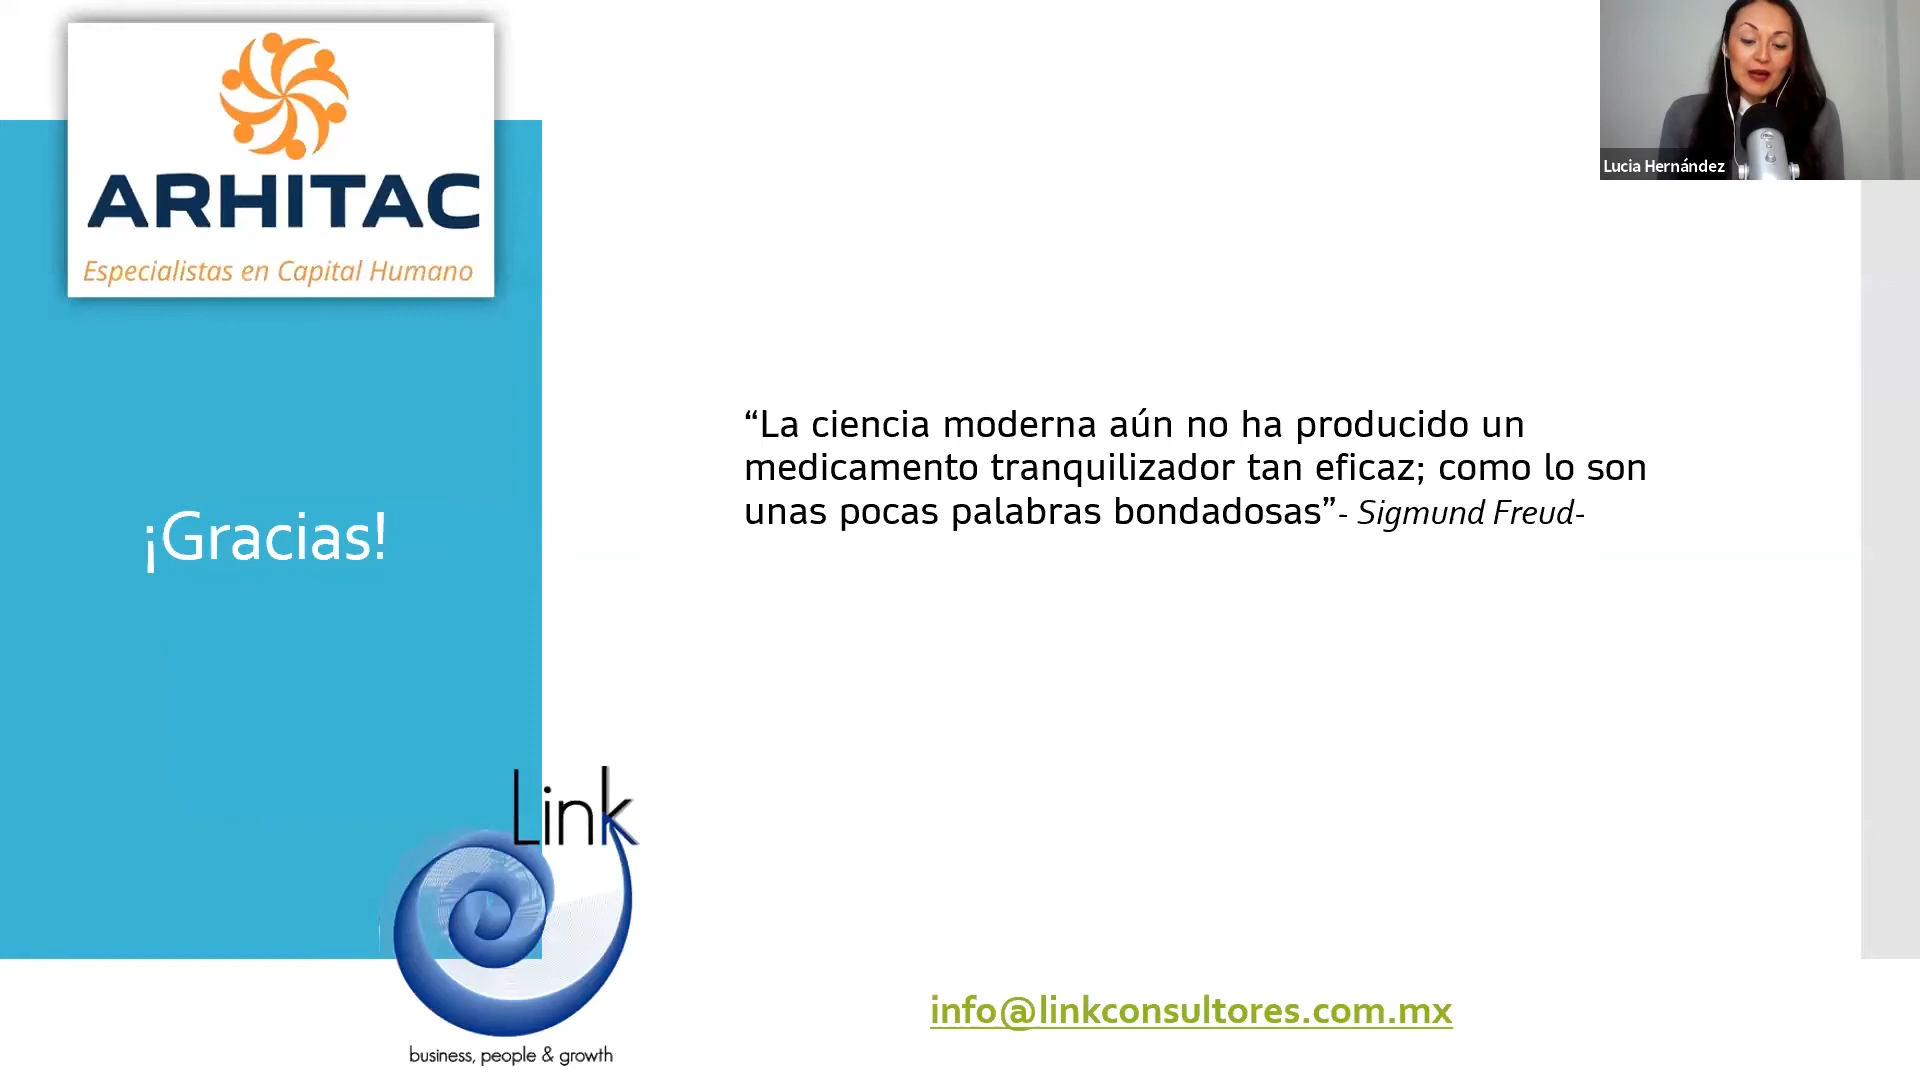 ARHITAC
Especialistas en Capital Humano
Lucia Hernández
¡Gracias!
“La ciencia moderna aún no ha producido un
medicamento tranquilizador tan eficaz; como lo son
unas pocas palabras bondadosas”- Sigmund Freud-
Link
business, people & growth
info@linkconsultores.com.mx